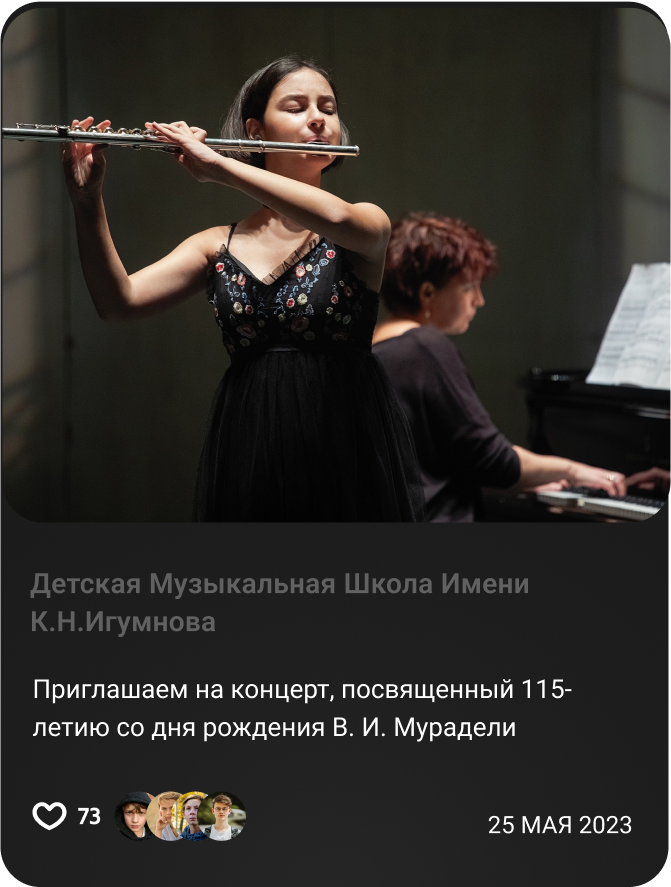 Детская Музыкальная Школа Имени
К.Н.Игумнова
Приглашаем на концерт, посвященный 115-
летию со дня рождения В. И. Мурадели
73
25 МАЯ 2023